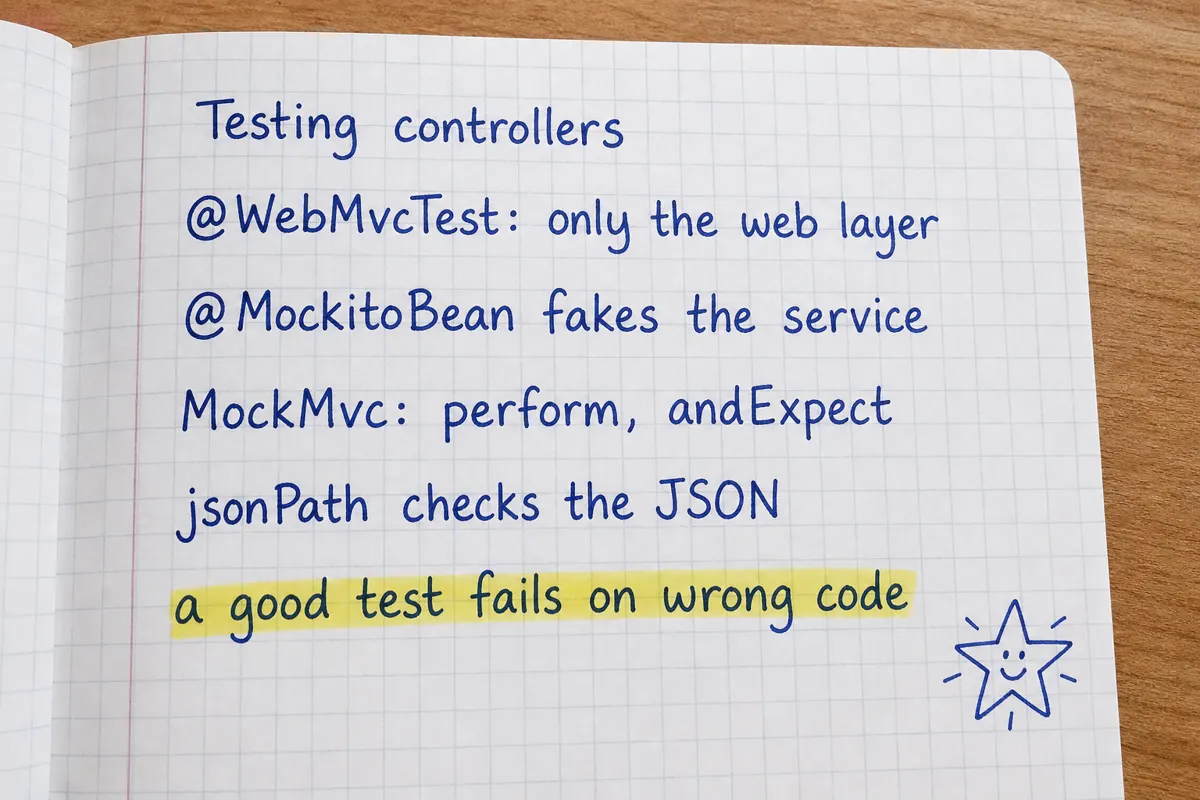 Testing controllers
@WebMvcTest: only the web layer
@MockitoBean fakes the service
MockMvc: perform, andExpect
jsonPath checks the JSON
a good test fails on wrong code